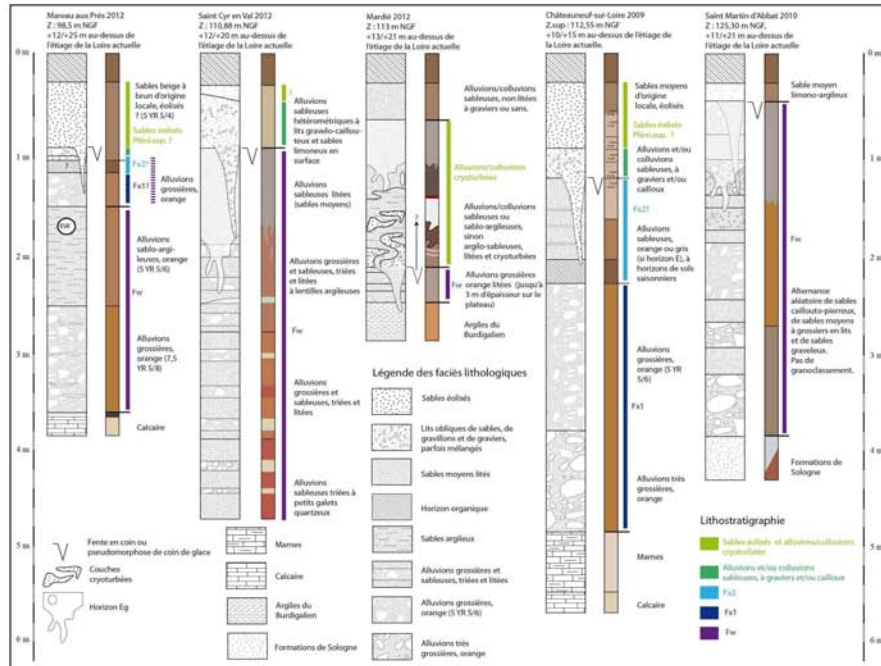 Mareau aux Prés 2012
Z : 98,5 m NGF
+12/+25 m au-dessus de
l'étiage de la Loire actuelle
Saint Cyr en Val 2012
Z : 110,88 m NGF
+12/+20 m au-dessus de
l'étiage de la Loire actuelle
Mardié 2012
Z : 113 m NGF
+13/+21 m au-dessus de
l'étiage de la Loire actuelle
Châteauneuf-sur-Loire 2009
Z.sup : 112,55 m NGF
+10/+15 m au-dessus de l'étiage de
la Loire actuelle.
Saint Martin d'Abbat 2010
Z : 125,30 m NGF
+11/+21 m au-dessus de
l'étiage de la Loire actuelle
0 m
1 m
2 m
3 m
4 m
5 m
6 m
Sables beige à
brun d'origine
locale, éolisés
? (5 YR 5/4)
Sables éolisés
Pléni-sup. ?
?
Fx2?
Fx1?
Alluvions
grossières,
orange
Alluvions
sablo-argi-
leuses, orange
(5 YR 5/6)
Fw
Alluvions
grossières,
orange (7,5
YR 5/8)
Calcaire
?
Alluvions
sableuses
hétérométriques à
lits gravelo-caillou-
teux et sables
limoneux en
surface
Alluvions
sableuses litées
(sables moyens)
Alluvions grossières
et sableuses, triées et
litées
à lentilles argileuses
Fw
Alluvions
grossières et
sableuses, triées et
litées
Alluvions
sableuses triées à
petits galets
quartzeux
Alluvions/colluvions
sableuses, non litées
à graviers ou sans.
Alluvions/colluvions
cryoturbées
Alluvions/colluvions
sableuses ou
sablo-argileuses,
sinon
argilo-sableuses,
litées et cryoturbées
?
Fw
Alluvions grossières
orange litées (jusqu'à
3 m d'épaisseur sur le
plateau)
Argiles du
Burdigalien
Sables moyens
d'origine
locale, éolisés
Sables éolisés
Pléni-sup. ?
Alluvions et/ou
colluvions
sableuses, à
graviers et/ou
cailloux
Fx2?
Alluvions
sableuses,
orange ou gris
(si horizon E), à
horizons de sols
saisonniers
Alluvions
grossières,
orange (5 YR
5/6)
Fx1
Alluvions très
grossières,
orange
Marnes
Calcaire
Sable moyen
limono-argileux
Fw
Alternance
aléatoire de sables
caillouto-pierreux,
de sables moyens
à grossiers en lits
et de sables
graveleux.
Pas de
granoclassement.
Formations de
Sologne
0 m
1 m
2 m
3 m
4 m
5 m
6 m
Légende des faciès lithologiques
Sables éolisés
Lits obliques de sables, de
gravillons et de graviers,
parfois mélangés
Sables moyens lités
Horizon organique
Sables argileux
Alluvions grossières et
sableuses, triées et litées
Alluvions grossières,
orange (5 YR 5/6)
Alluvions très
grossières, orange
Fente en coin ou
pseudomorphose de coin de glace
Couches
cryoturbées
Horizon Eg
Marnes
Calcaire
Argiles du
Burdigalien
Formations de Sologne
Lithostratigraphie
Sables éolisés et alluvions/colluvions
cryoturbées
Alluvions et/ou colluvions
sableuses, à graviers et/ou cailloux
Fx2
Fx1
Fw